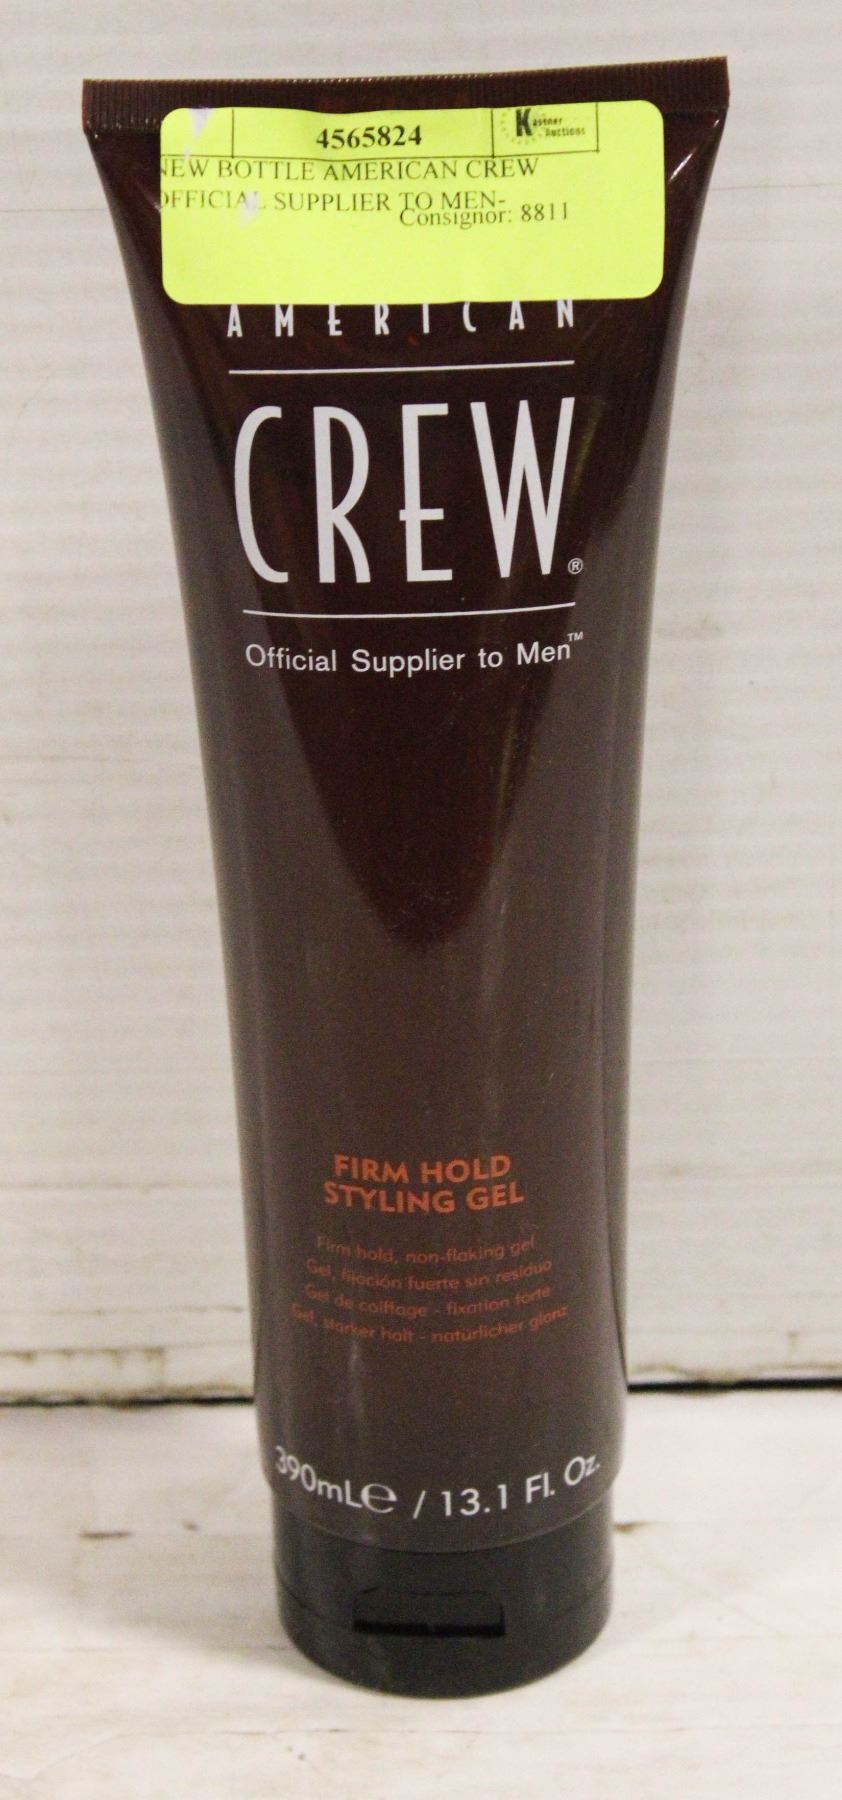 4565824
Kastner
Auctions
NEW BOTTLE AMERICAN CREW
OFFICIAL SUPPLIER TO MEN-
Consignor: 8811
AMERICAN
CREW®
Official Supplier to Men™
FIRM HOLD
STYLING GEL
Firm hold, non-flaking gel
Gel, fijación fuerte sin residuo
Gel de coiffage - fixation forte
Gel, starker halt - natürlicher glanz
390mL℮ / 13.1 Fl. Oz.